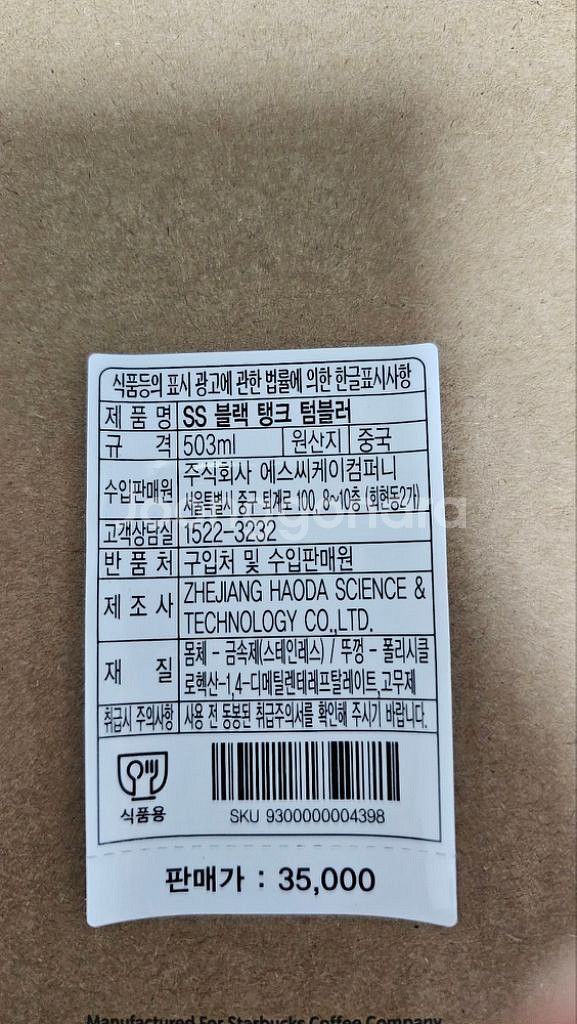 식품등의 표시 광고에 관한 법률에 의한 한글표시사항
제 품 명 SS 블랙 탱크 텀블러
규 격 503ml 원산지 중국
수입판매원 주식회사 에스씨케이컴퍼니
서울특별시 중구 퇴계로 100, 8~10층 (회현동2가)
고객상담실 1522-3232
반 품 처 구입처 및 수입판매원
제 조 사 ZHEJIANG HAODA SCIENCE &
TECHNOLOGY CO.,LTD.
재 질 몸체 - 금속제(스테인레스) / 뚜껑 - 폴리시클
로헥산-1,4-디메틸렌테레프탈레이트,고무제
취급시 주의사항 사용 전 동봉된 취급주의서를 확인해 주시기 바랍니다.
식품용
SKU 9300000004398
판매가 : 35,000
Manufactured For Starbucks Coffee Company